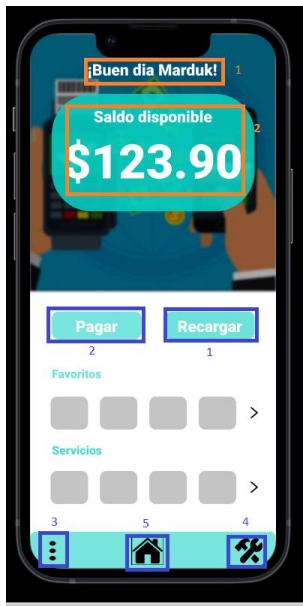 ¡Buen dia Marduk! 1
Saldo disponible 2
$123.90
Pagar Recargar
2 1
Favoritos
>
Servicios
>
3 5 4